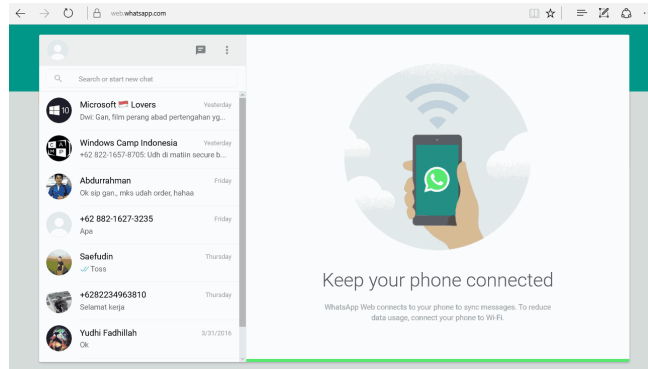 web.whatsapp.com
Search or start new chat
10
Microsoft 🇮🇩 Lovers Yesterday
Dwi: Gan, film perang abad pertengahan yg...
Windows Camp Indonesia Yesterday
+62 822-1657-8705: Udh di matiin secure b...
Abdurrahman Friday
Ok sip gan., mks udah order, hahaa
+62 882-1627-3235 Friday
Apa
Saefudin Thursday
Toss
+6282234963810 Thursday
Selamat kerja
Yudhi Fadhillah 3/31/2016
Ok
Keep your phone connected
WhatsApp Web connects to your phone to sync messages. To reduce
data usage, connect your phone to Wi-Fi.